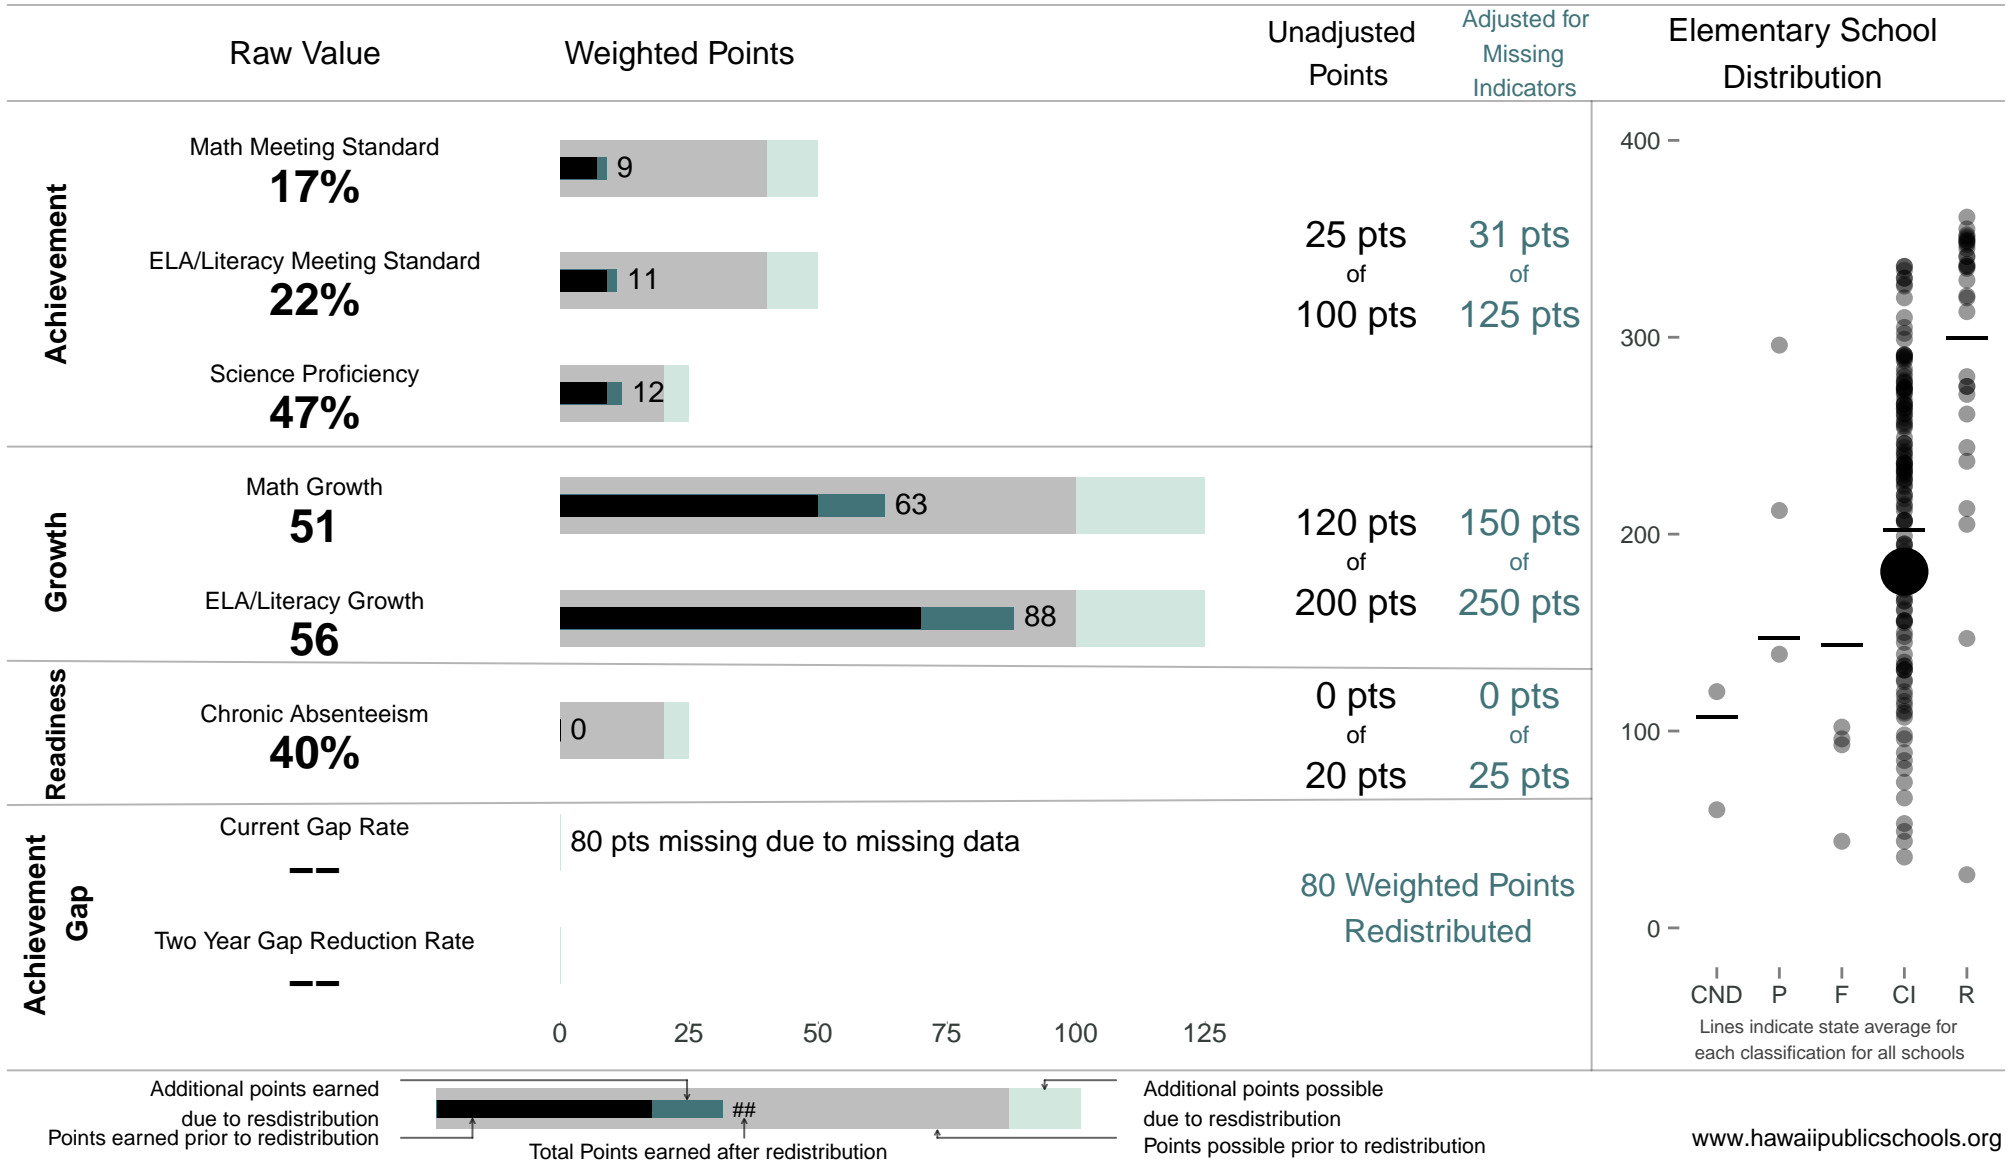 Raw Value
Weighted Points
Unadjusted
Points
Adjusted for
Missing
Indicators
Elementary School
Distribution
Achievement
Math Meeting Standard
17%
9
ELA/Literacy Meeting Standard
22%
11
Science Proficiency
47%
12
25 pts
of
100 pts
31 pts
of
125 pts
Growth
Math Growth
51
63
ELA/Literacy Growth
56
88
120 pts
of
200 pts
150 pts
of
250 pts
Readiness
Chronic Absenteeism
40%
0
0 pts
of
20 pts
0 pts
of
25 pts
Achievement
Gap
Current Gap Rate
--
80 pts missing due to missing data
Two Year Gap Reduction Rate
--
80 Weighted Points
Redistributed
0 25 50 75 100 125
400
300
200
100
0
CND P F CI R
Lines indicate state average for
each classification for all schools
Additional points earned
due to resdistribution
Points earned prior to redistribution
##
Total Points earned after redistribution
Additional points possible
due to resdistribution
Points possible prior to redistribution
www.hawaiipublicschools.org